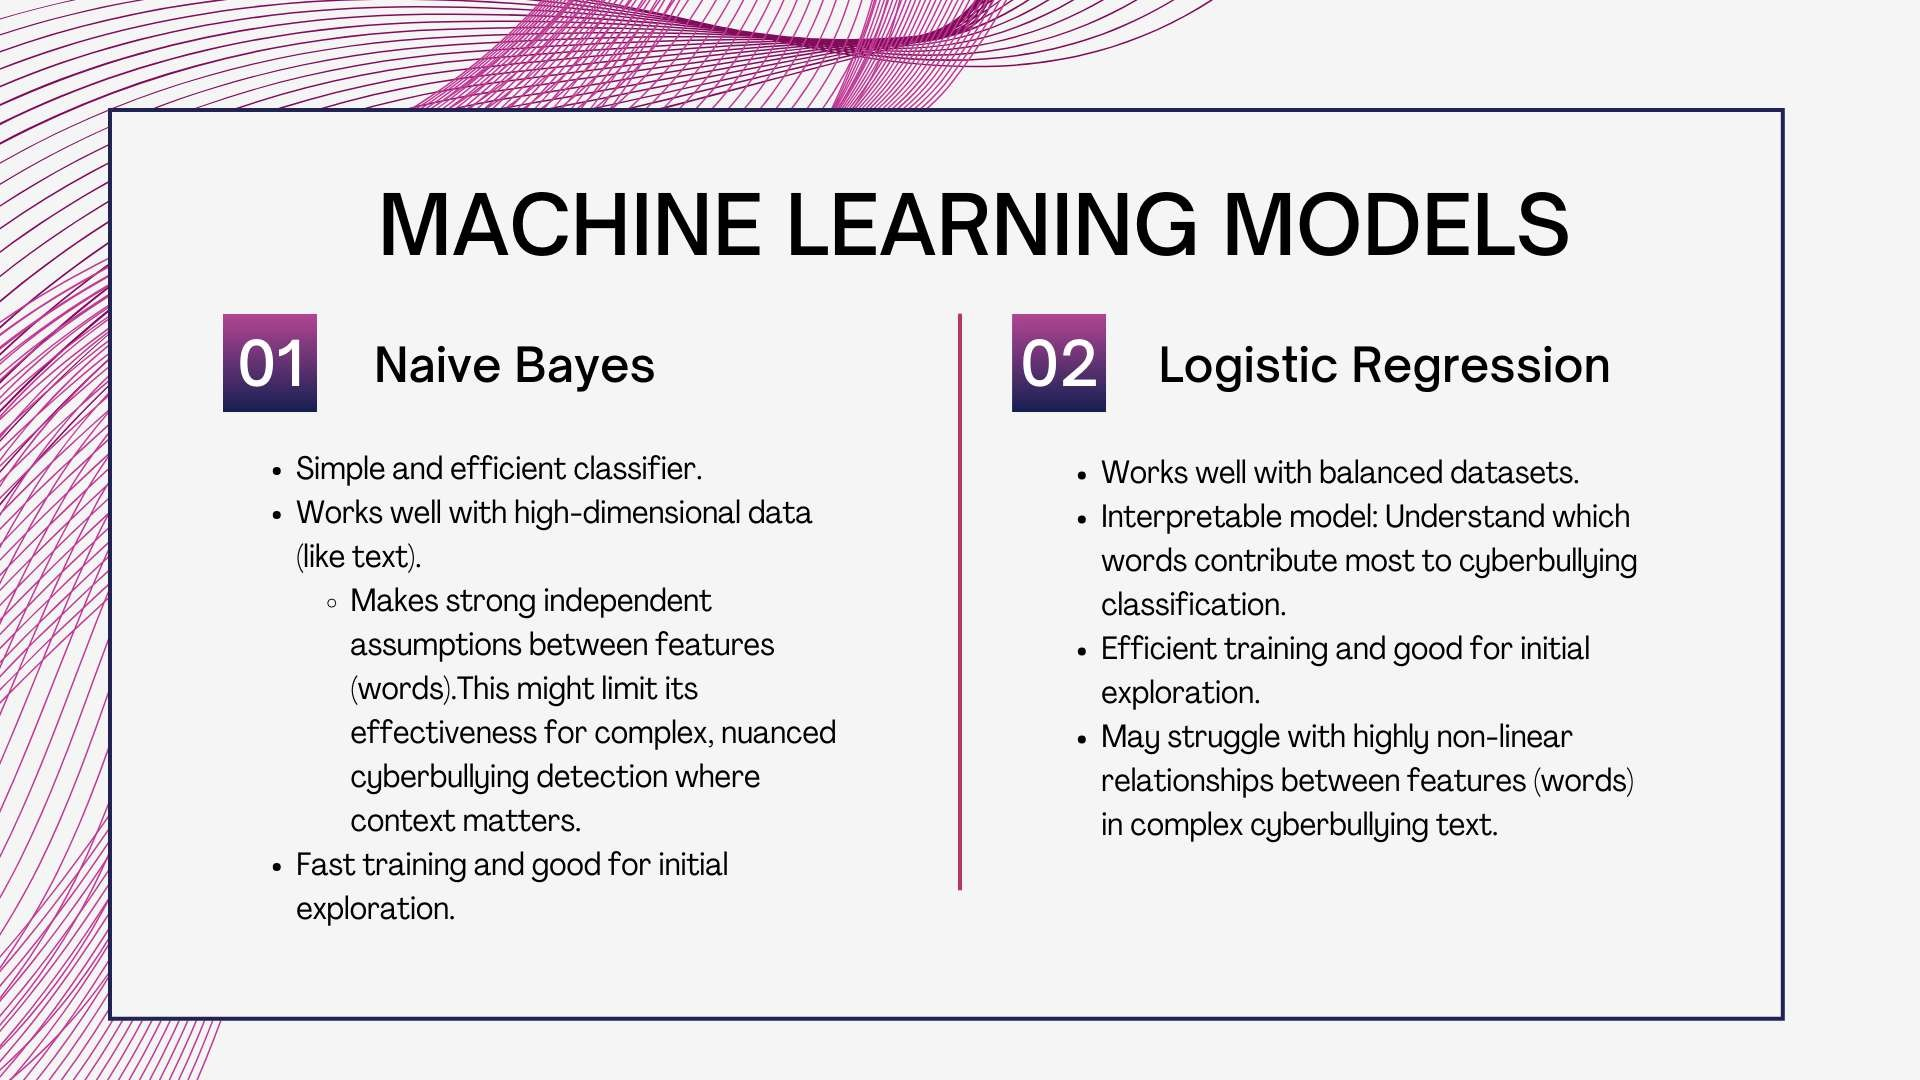 MACHINE LEARNING MODELS
01
Naive Bayes
• Simple and efficient classifier.
• Works well with high-dimensional data
(like text).
◦ Makes strong independent
assumptions between features
(words).This might limit its
effectiveness for complex, nuanced
cyberbullying detection where
context matters.
• Fast training and good for initial
exploration.
02
Logistic Regression
• Works well with balanced datasets.
• Interpretable model: Understand which
words contribute most to cyberbullying
classification.
• Efficient training and good for initial
exploration.
• May struggle with highly non-linear
relationships between features (words)
in complex cyberbullying text.